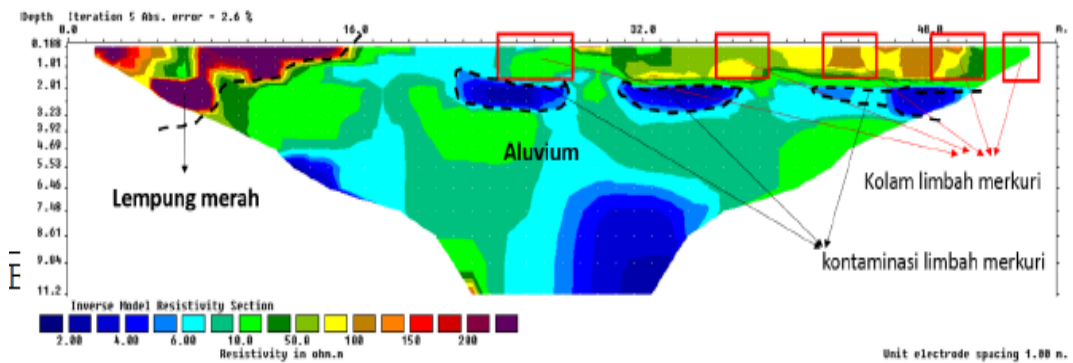 Depth Iteration 5 Abs. error = 2.6 %
0.0 16.0 32.0 48.0 m.
0.188
1.01
2.01
3.23
3.92
4.69
5.53
6.46
7.48
8.01
9.84
11.2
Aluvium
Lempung merah
Kolam limbah merkuri
kontaminasi limbah merkuri
Inverse Model Resistivity Section
2.00 4.00 6.00 10.0 50.0 100 150 200
Resistivity in ohm.m
Unit electrode spacing 1.00 m.